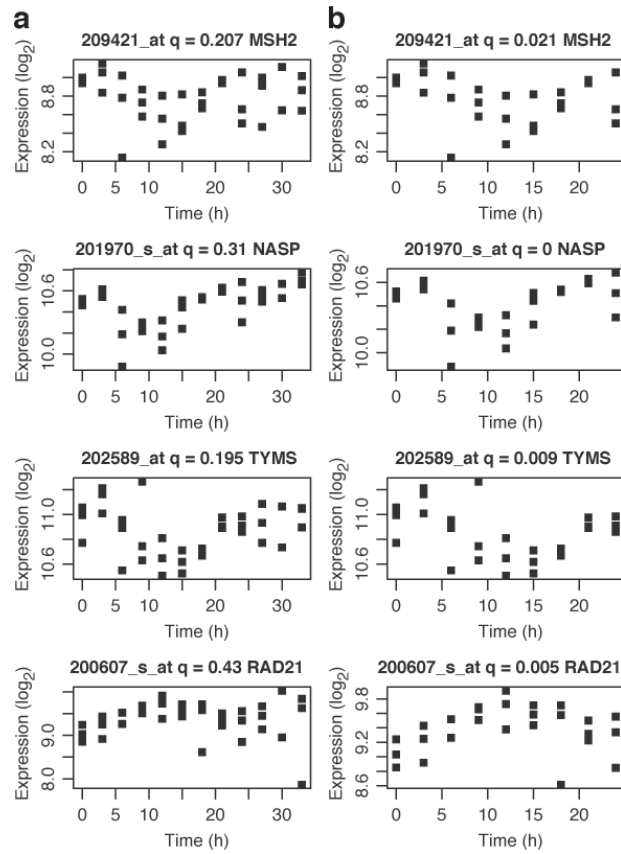 a
b
209421_at q = 0.207 MSH2
209421_at q = 0.021 MSH2
Expression (log2)
8.2 8.8
0 5 10 20 30
Time (h)
Expression (log2)
8.2 8.8
0 5 10 15 20
Time (h)
201970_s_at q = 0.31 NASP
201970_s_at q = 0 NASP
Expression (log2)
10.0 10.6
0 5 10 20 30
Time (h)
Expression (log2)
10.0 10.6
0 5 10 15 20
Time (h)
202589_at q = 0.195 TYMS
202589_at q = 0.009 TYMS
Expression (log2)
10.6 11.0
0 5 10 20 30
Time (h)
Expression (log2)
10.6 11.0
0 5 10 15 20
Time (h)
200607_s_at q = 0.43 RAD21
200607_s_at q = 0.005 RAD21
Expression (log2)
8.0 9.0
0 5 10 20 30
Time (h)
Expression (log2)
8.6 9.2 9.8
0 5 10 15 20
Time (h)